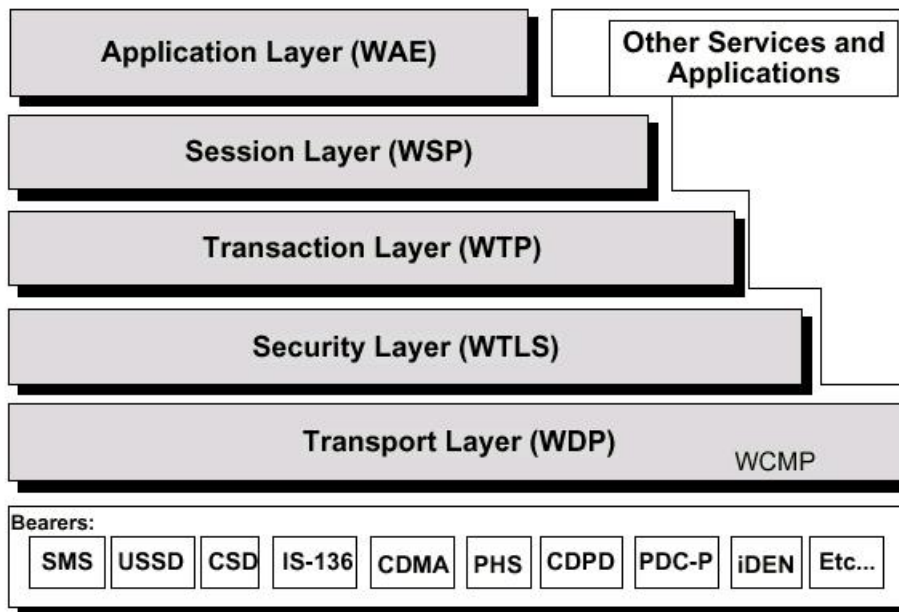 Application Layer (WAE)
Other Services and
Applications
Session Layer (WSP)
Transaction Layer (WTP)
Security Layer (WTLS)
Transport Layer (WDP)
WCMP
Bearers:
SMS USSD CSD IS-136 CDMA PHS CDPD PDC-P iDEN Etc...